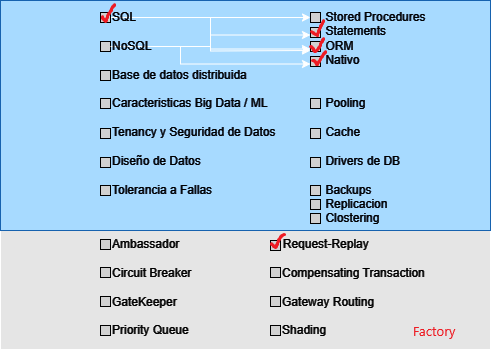 SQL
Stored Procedures
Statements
NoSQL
ORM
Nativo
Base de datos distribuida
Caracteristicas Big Data / ML
Pooling
Tenancy y Seguridad de Datos
Cache
Diseño de Datos
Drivers de DB
Tolerancia a Fallas
Backups
Replicacion
Clostering
Ambassador
Request-Replay
Circuit Breaker
Compensating Transaction
GateKeeper
Gateway Routing
Priority Queue
Shading
Factory